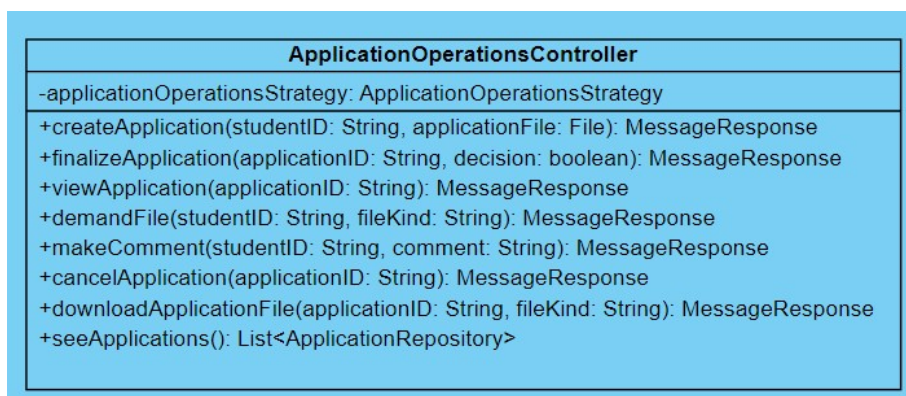 ApplicationOperationsController
-applicationOperationsStrategy: ApplicationOperationsStrategy
+createApplication(studentID: String, applicationFile: File): MessageResponse
+finalizeApplication(applicationID: String, decision: boolean): MessageResponse
+viewApplication(applicationID: String): MessageResponse
+demandFile(studentID: String, fileKind: String): MessageResponse
+makeComment(studentID: String, comment: String): MessageResponse
+cancelApplication(applicationID: String): MessageResponse
+downloadApplicationFile(applicationID: String, fileKind: String): MessageResponse
+seeApplications(): List<ApplicationRepository>